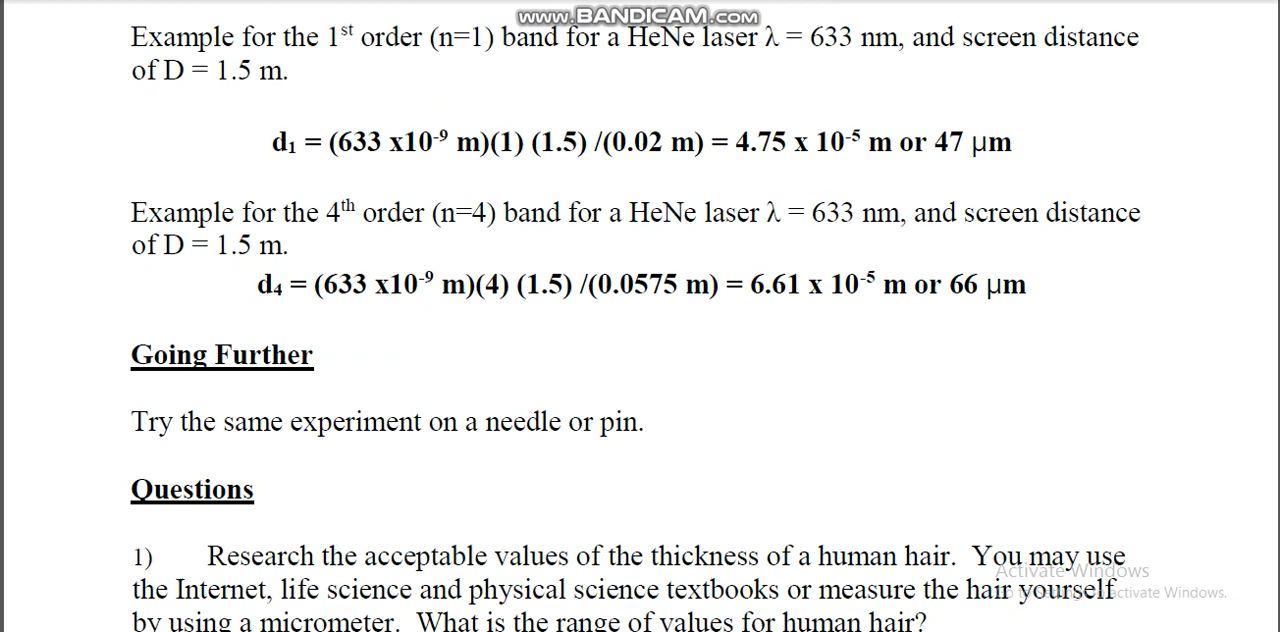 www.BANDICAM.com
Example for the 1st order (n=1) band for a HeNe laser λ = 633 nm, and screen distance
of D = 1.5 m.
d₁ = (633 x10⁻⁹ m)(1) (1.5) /(0.02 m) = 4.75 x 10⁻⁵ m or 47 μm
Example for the 4th order (n=4) band for a HeNe laser λ = 633 nm, and screen distance
of D = 1.5 m.
d₄ = (633 x10⁻⁹ m)(4) (1.5) /(0.0575 m) = 6.61 x 10⁻⁵ m or 66 μm
Going Further
Try the same experiment on a needle or pin.
Questions
1) Research the acceptable values of the thickness of a human hair. You may use
Activate Windows
the Internet, life science and physical science textbooks or measure the hair yourself
Go to Settings to activate Windows.
by using a micrometer. What is the range of values for human hair?